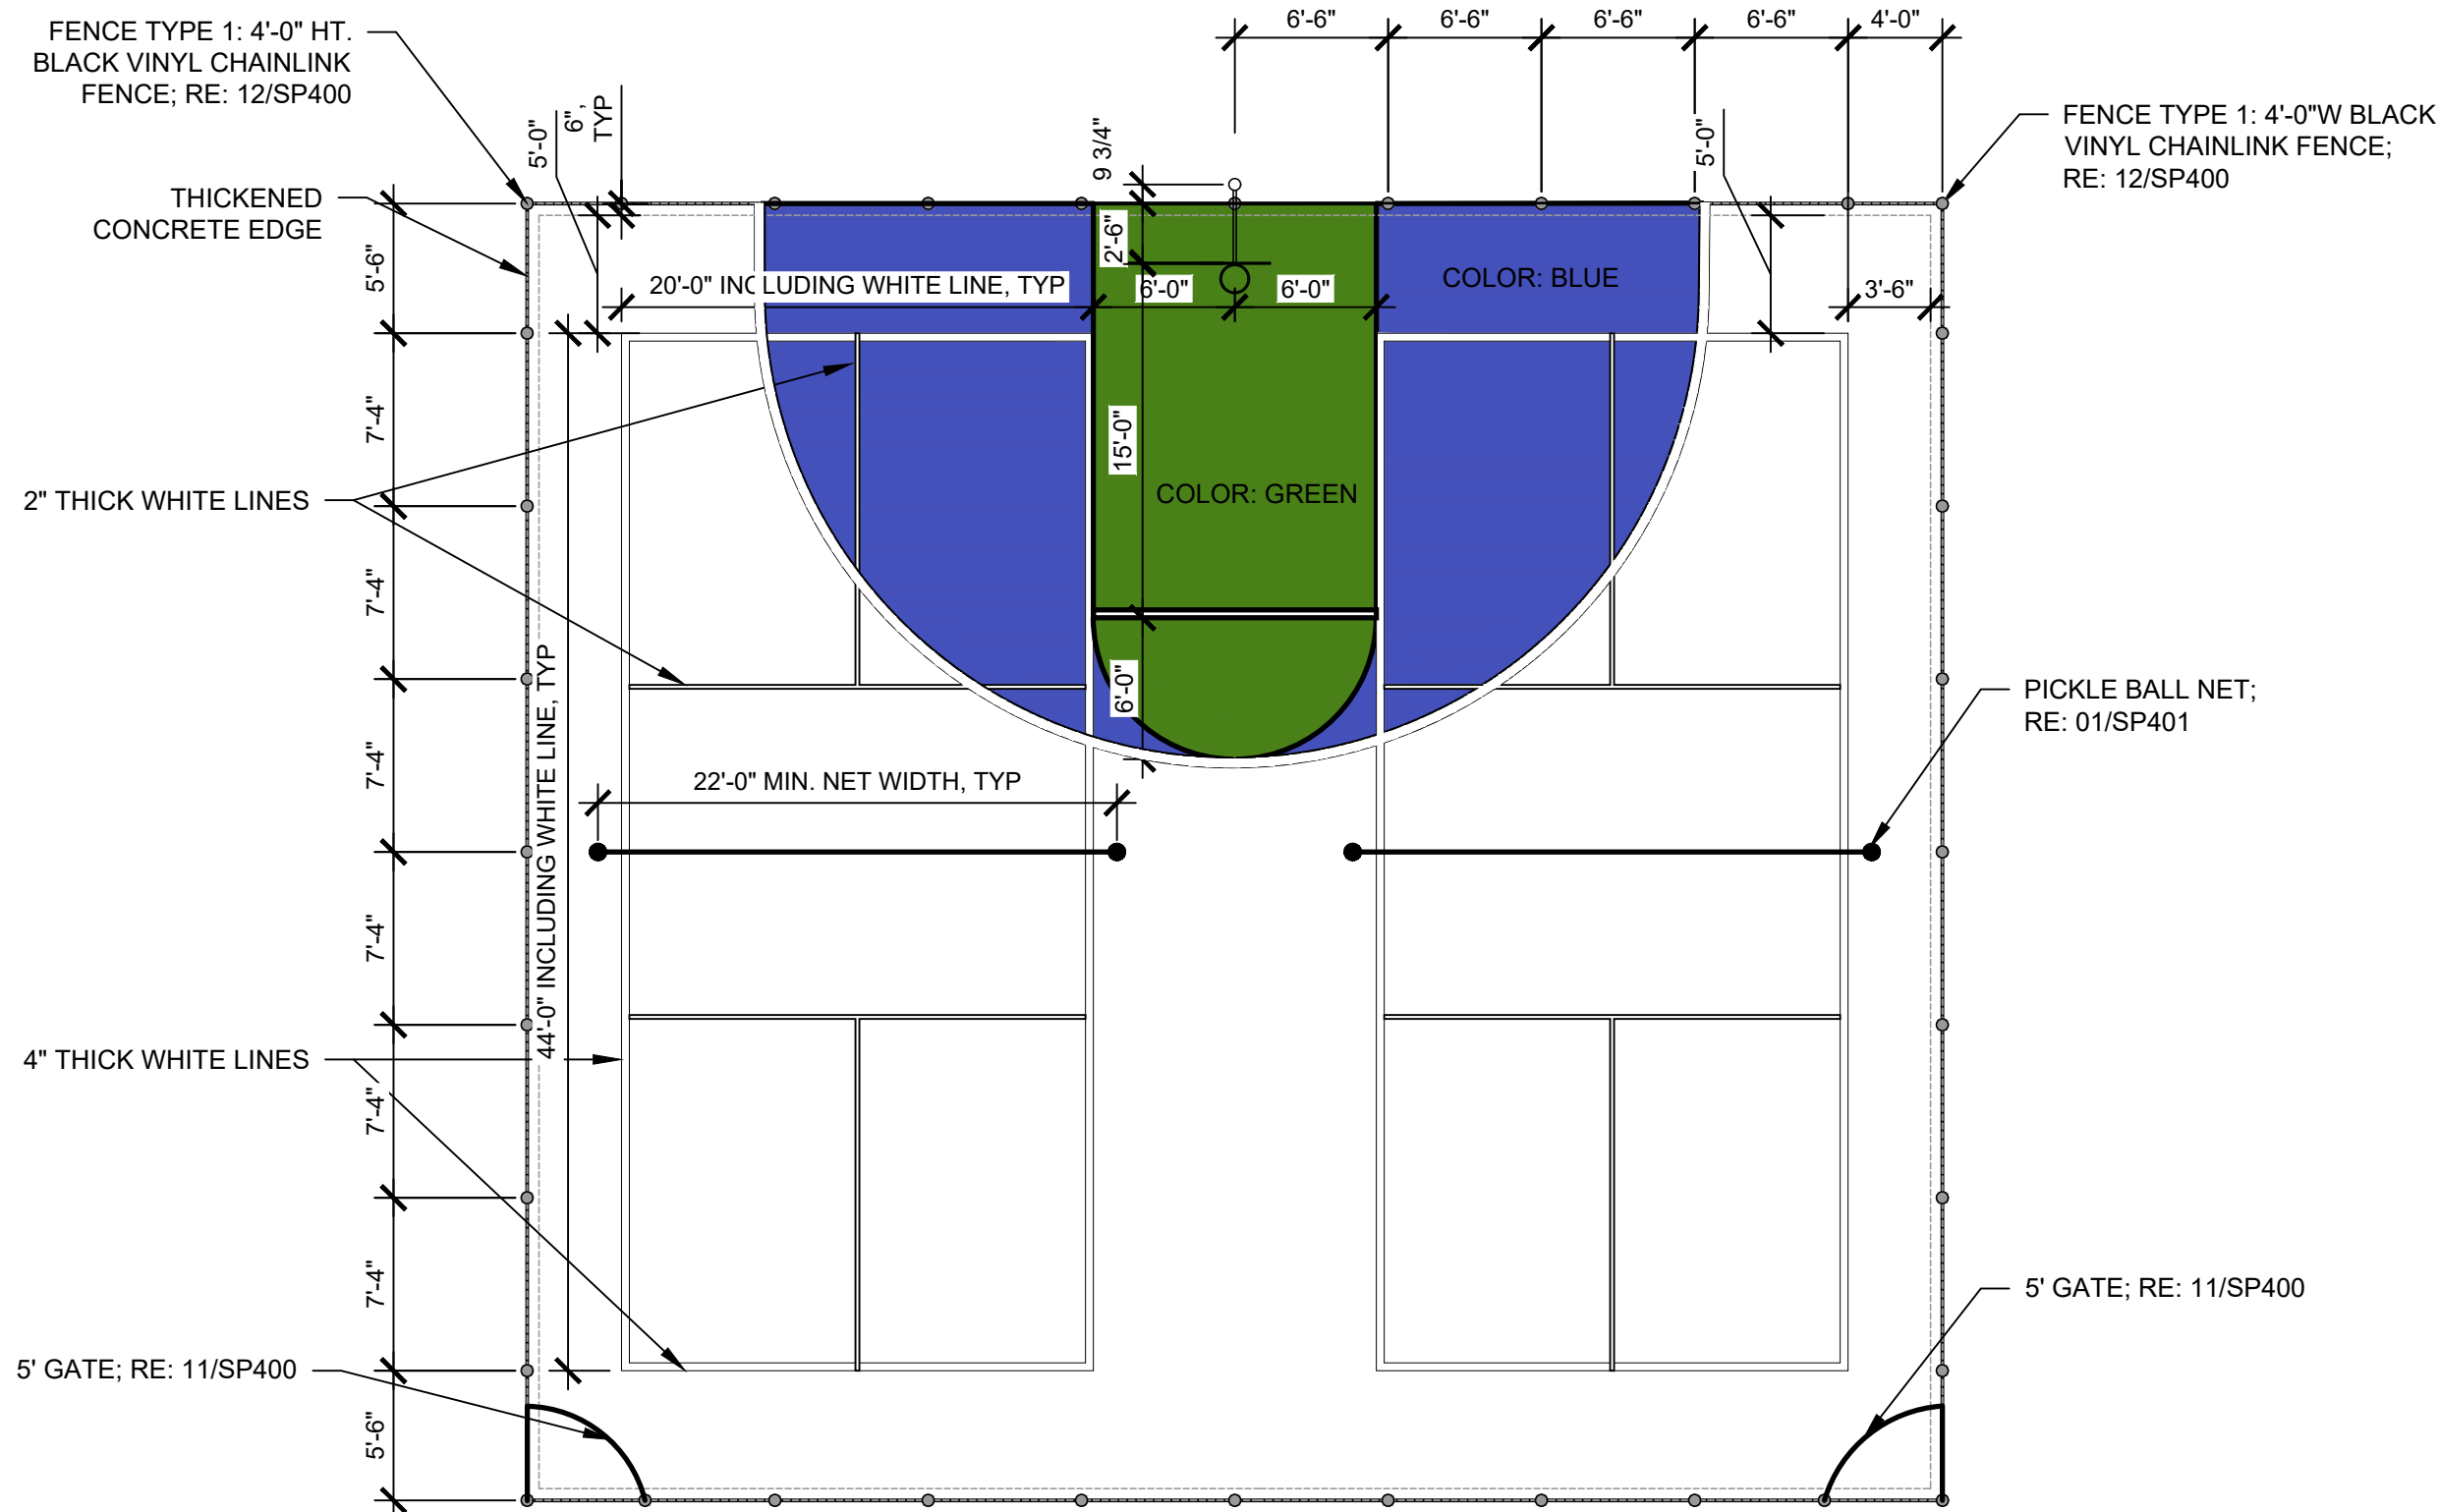 FENCE TYPE 1: 4'-0" HT.
BLACK VINYL CHAINLINK
FENCE; RE: 12/SP400
6'-6"
6'-6"
6'-6"
6'-6"
4'-0"
FENCE TYPE 1: 4'-0"W BLACK
VINYL CHAINLINK FENCE;
RE: 12/SP400
5'-0"
6",
TYP
9 3/4"
5'-0"
THICKENED
CONCRETE EDGE
5'-6"
2'-6"
20'-0" INCLUDING WHITE LINE, TYP
6'-0"
6'-0"
COLOR: BLUE
3'-6"
7'-4"
15'-0"
2" THICK WHITE LINES
COLOR: GREEN
7'-4"
44'-0" INCLUDING WHITE LINE, TYP
6'-0"
PICKLE BALL NET;
RE: 01/SP401
7'-4"
22'-0" MIN. NET WIDTH, TYP
7'-4"
4" THICK WHITE LINES
7'-4"
7'-4"
5' GATE; RE: 11/SP400
5' GATE; RE: 11/SP400
5'-6"